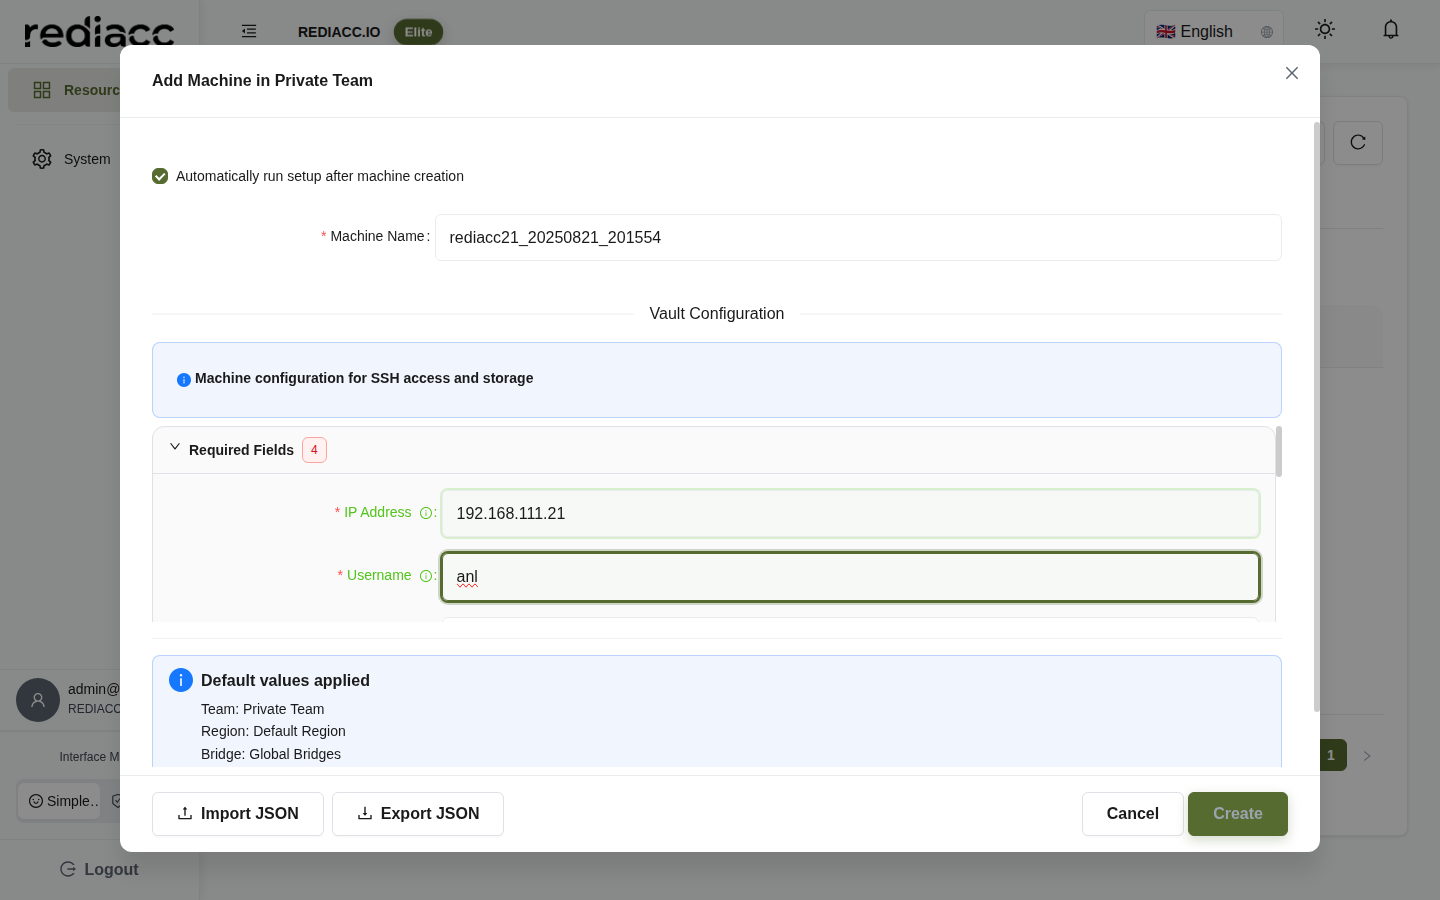 rediacc
REDIACC.IO
Elite
English
Resourc
System
Add Machine in Private Team
Automatically run setup after machine creation
* Machine Name:
rediacc21_20250821_201554
Vault Configuration
Machine configuration for SSH access and storage
Required Fields 4
* IP Address :
192.168.111.21
* Username :
anl
Default values applied
Team: Private Team
Region: Default Region
Bridge: Global Bridges
Import JSON
Export JSON
Cancel
Create
admin@
REDIACC
Interface M
Simple...
Logout
1